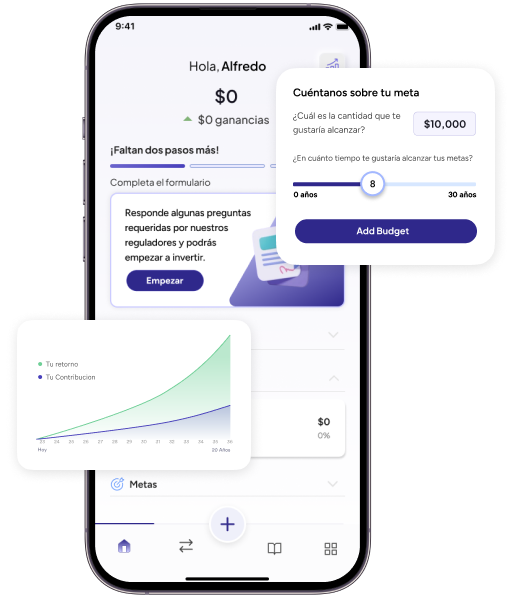 9:41
Hola, Alfredo
$0
$0 ganancias
¡Faltan dos pasos más!
Completa el formulario
Responde algunas preguntas
requeridas por nuestros
reguladores y podrás
empezar a invertir.
Empezar
Cuéntanos sobre tu meta
¿Cuál es la cantidad que te
gustaría alcanzar?
$10,000
¿En cuánto tiempo te gustaria alcanzar tus metas?
8
0 años
30 años
Add Budget
Tu retorno
Tu Contribucion
23 24 25 26 27 28 29 30 31 32 33 34 35 36
Hoy
20 Años
$0
0%
Metas